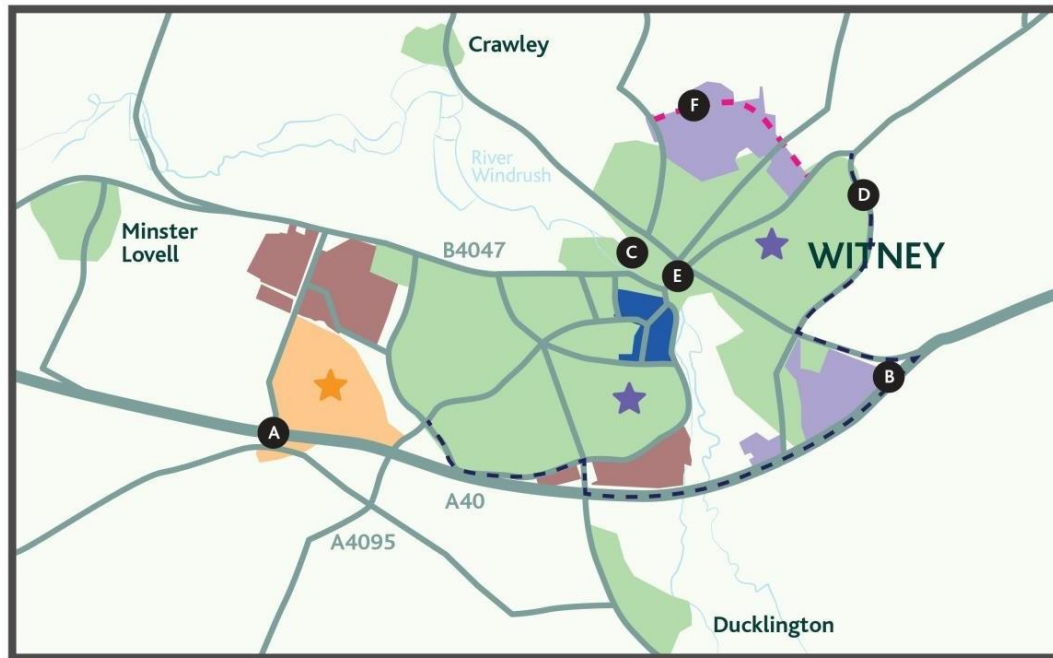 Crawley
F
River
Windrush
D
Minster
Lovell
B4047
C
WITNEY
E
B
A
A40
A4095
Ducklington